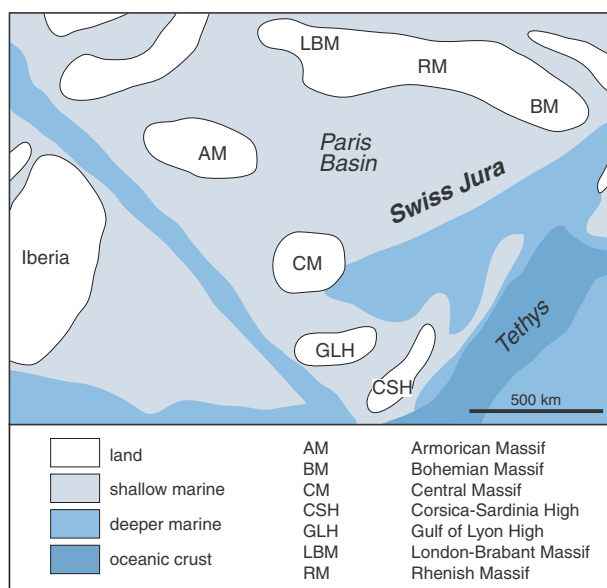 LBM
RM
BM
AM
Paris
Basin
Swiss Jura
Iberia
CM
Tethys
GLH
CSH
500 km
land
shallow marine
deeper marine
oceanic crust
AM Armorican Massif
BM Bohemian Massif
CM Central Massif
CSH Corsica-Sardinia High
GLH Gulf of Lyon High
LBM London-Brabant Massif
RM Rhenish Massif